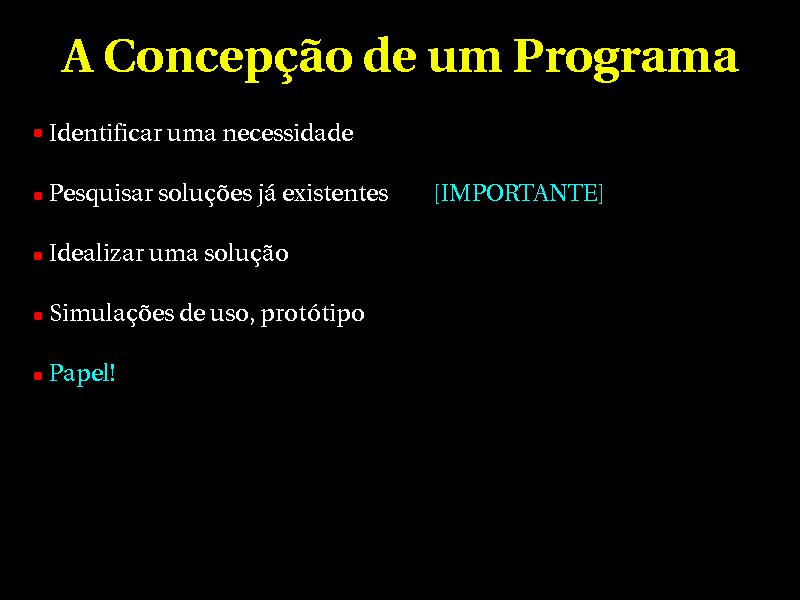 A Concepção de um Programa
• Identificar uma necessidade
• Pesquisar soluções já existentes [IMPORTANTE]
• Idealizar uma solução
• Simulações de uso, protótipo
• Papel!